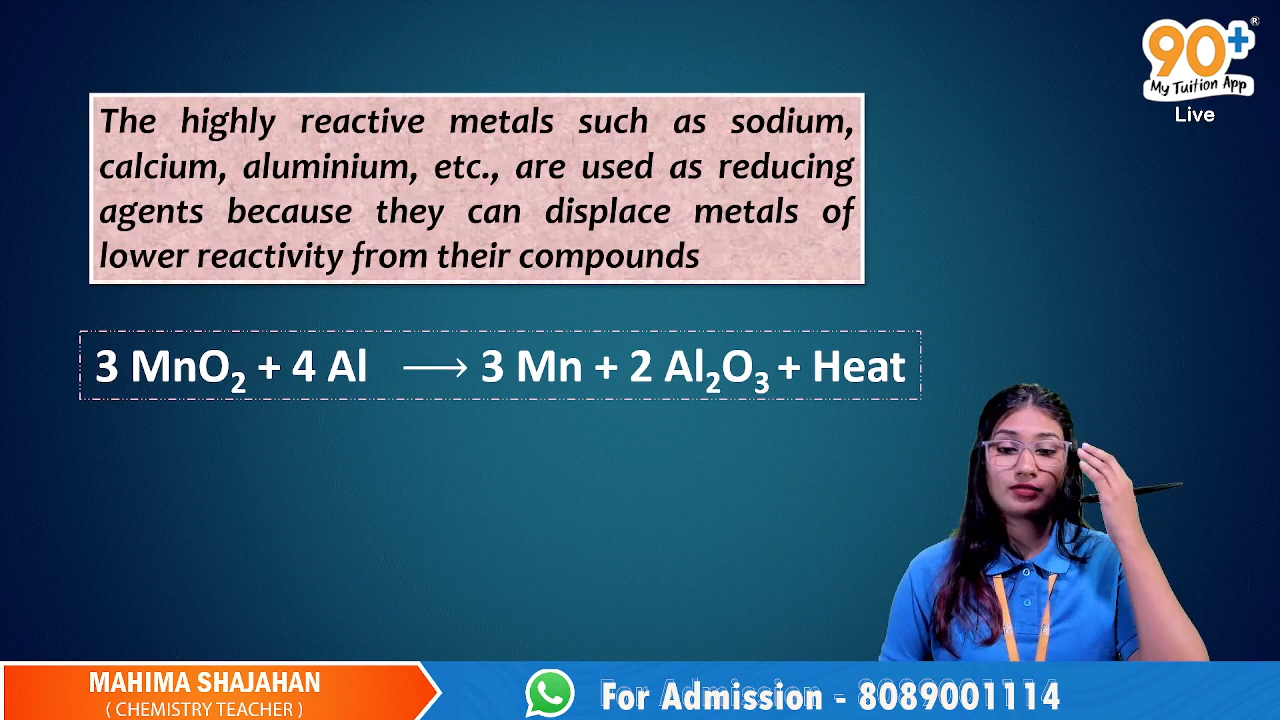 90+
®
My Tuition App
Live
The highly reactive metals such as sodium,
calcium, aluminium, etc., are used as reducing
agents because they can displace metals of
lower reactivity from their compounds
3 MnO₂ + 4 Al ⟶ 3 Mn + 2 Al₂O₃ + Heat
MAHIMA SHAJAHAN
( CHEMISTRY TEACHER )
For Admission - 8089001114